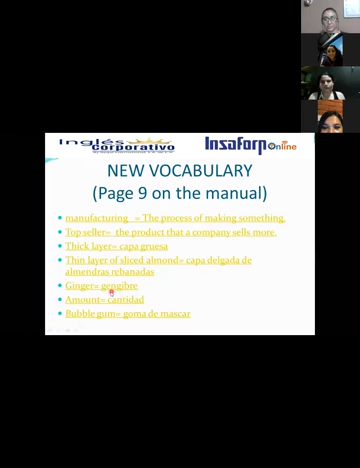 Inglés corporativo
Insaforp Online
NEW VOCABULARY
(Page 9 on the manual)
manufacturing = The process of making something.
Top seller= the product that a company sells more.
Thick layer= capa gruesa
Thin layer of sliced almond= capa delgada de
almendras rebanadas
Ginger= gengibre
Amount= cantidad
Bubble gum= goma de mascar